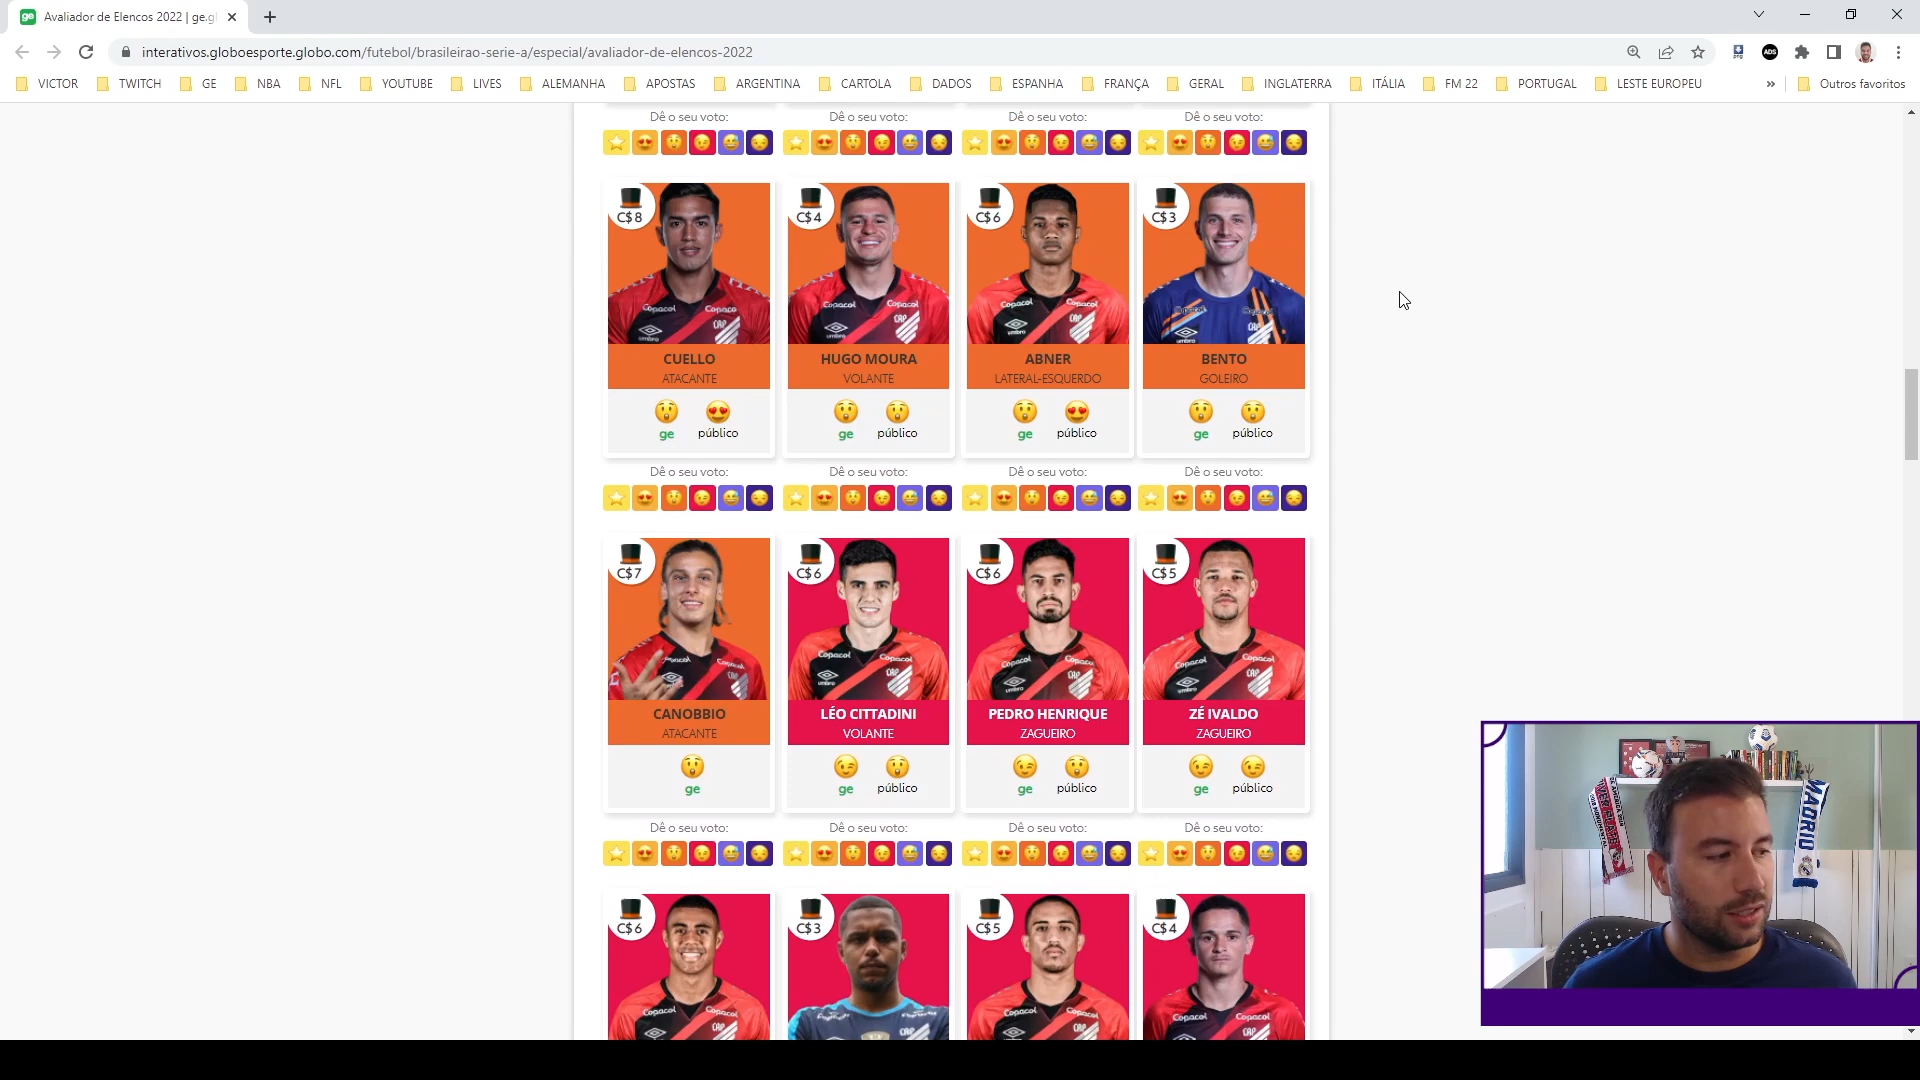 Avaliador de Elencos 2022 | ge.gl
interativos.globoesporte.globo.com/futebol/brasileirao-serie-a/especial/avaliador-de-elencos-2022
VICTOR TWITCH GE NBA NFL YOUTUBE LIVES ALEMANHA APOSTAS ARGENTINA CARTOLA DADOS ESPANHA FRANÇA GERAL INGLATERRA ITÁLIA FM 22 PORTUGAL LESTE EUROPEU » Outros favoritos
Dê o seu voto: Dê o seu voto: Dê o seu voto: Dê o seu voto:
C$ 8 C$ 4 C$ 6 C$ 3
CUELLO HUGO MOURA ABNER BENTO
ATACANTE VOLANTE LATERAL-ESQUERDO GOLEIRO
ge público ge público ge público ge público
Dê o seu voto: Dê o seu voto: Dê o seu voto: Dê o seu voto:
C$ 7 C$ 6 C$ 6 C$ 5
CANOBBIO LÉO CITTADINI PEDRO HENRIQUE ZÉ IVALDO
ATACANTE VOLANTE ZAGUEIRO ZAGUEIRO
ge ge público ge público ge público
Dê o seu voto: Dê o seu voto: Dê o seu voto: Dê o seu voto:
C$ 6 C$ 3 C$ 5 C$ 4
MADRID